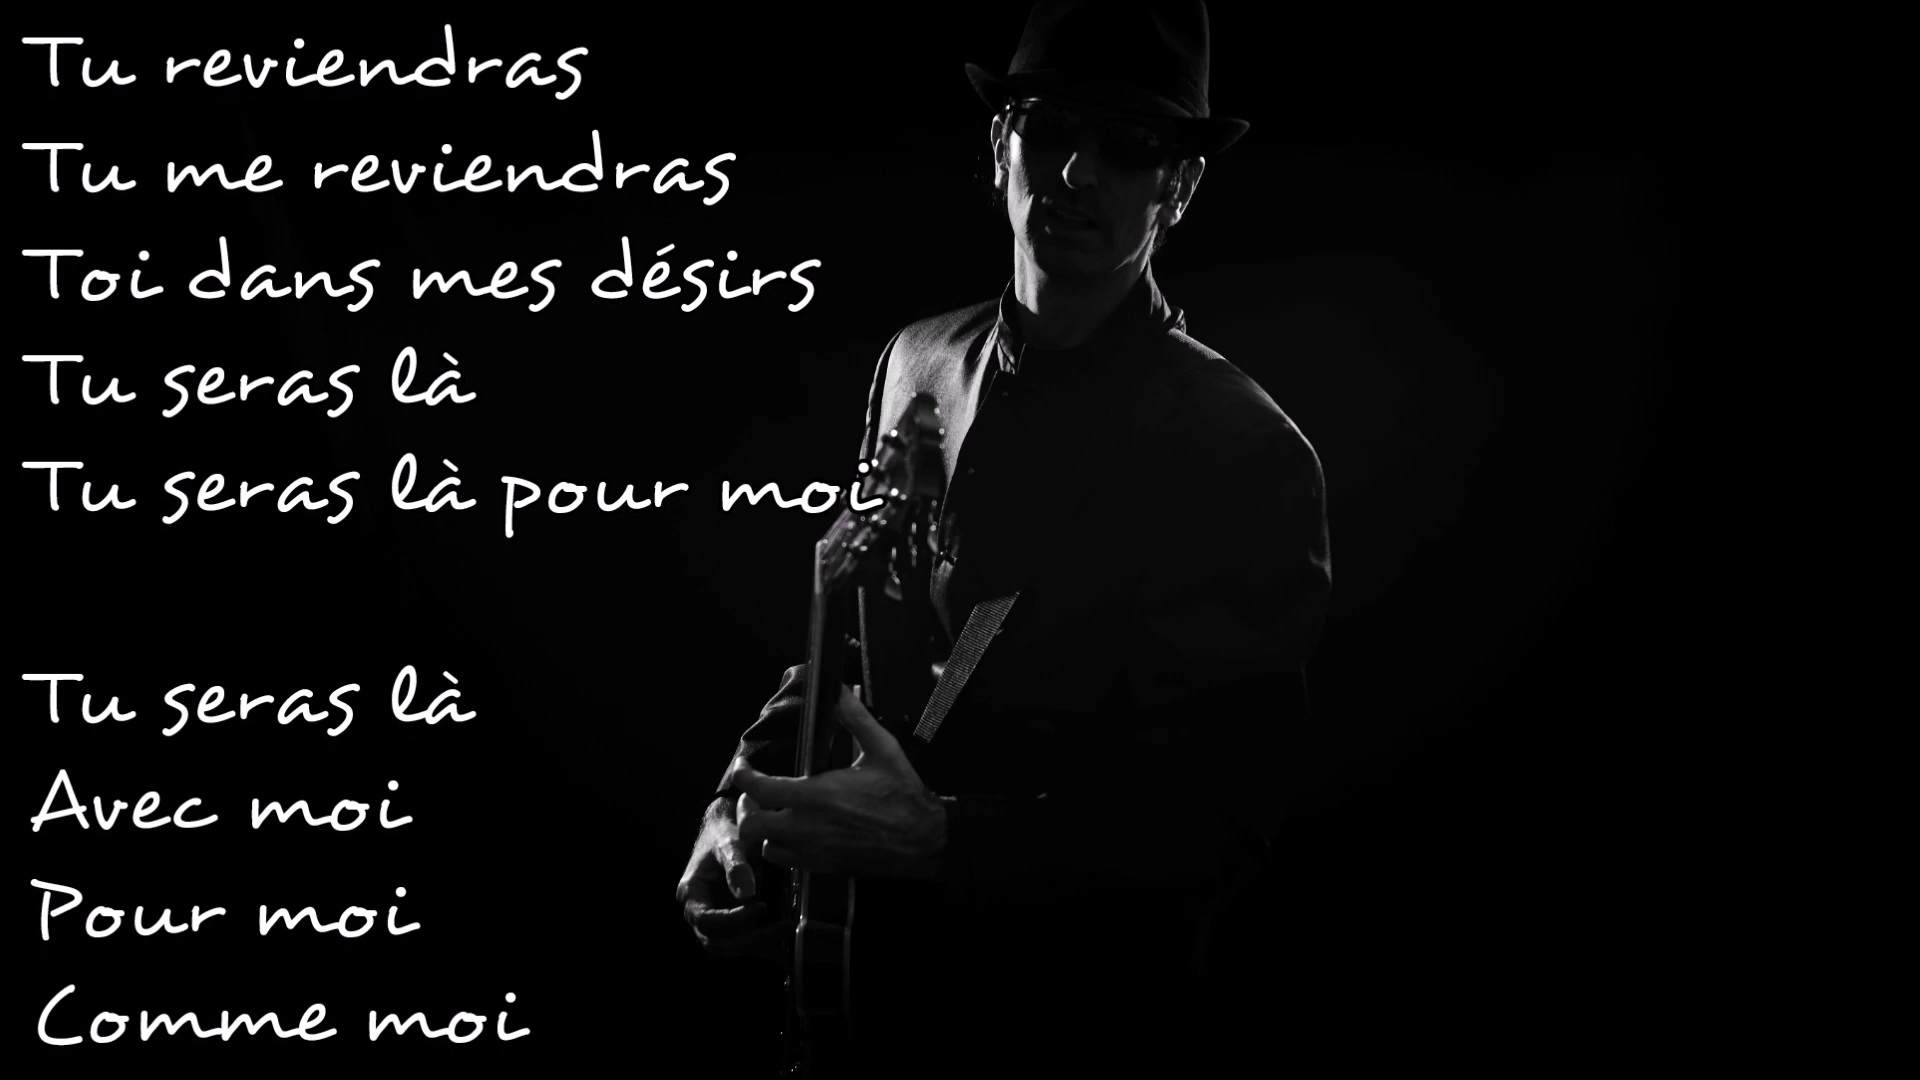 Tu reviendras
Tu me reviendras
Toi dans mes désirs
Tu seras là
Tu seras là pour moi
Tu seras là
Avec moi
Pour moi
Comme moi